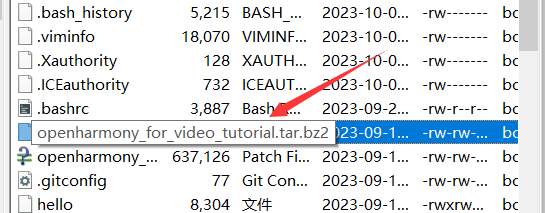 .bash_history 5,215 BASH_... 2023-10-0... -rw------- bo
.viminfo 18,070 VIMINF... 2023-10-0... -rw------- bo
.Xauthority 128 XAUTH... 2023-10-... -rw------- bo
.ICEauthority 732 ICEAUT... 2023-10-0... -rw------- bo
.bashrc 3,887 Bash 2023-09-2... -rw-r--r-- bo
openharmony_for_video_tutorial.tar.bz2 2023-09-1... -rw-rw-... bo
openharmony_... 637,126 Patch Fi... 2023-09-1... -rw-rw-... bo
.gitconfig 77 Git Con... 2023-09-1... -rw-rw-... bo
hello 8,304 文件 2023-09-1... -rwxrw... bo